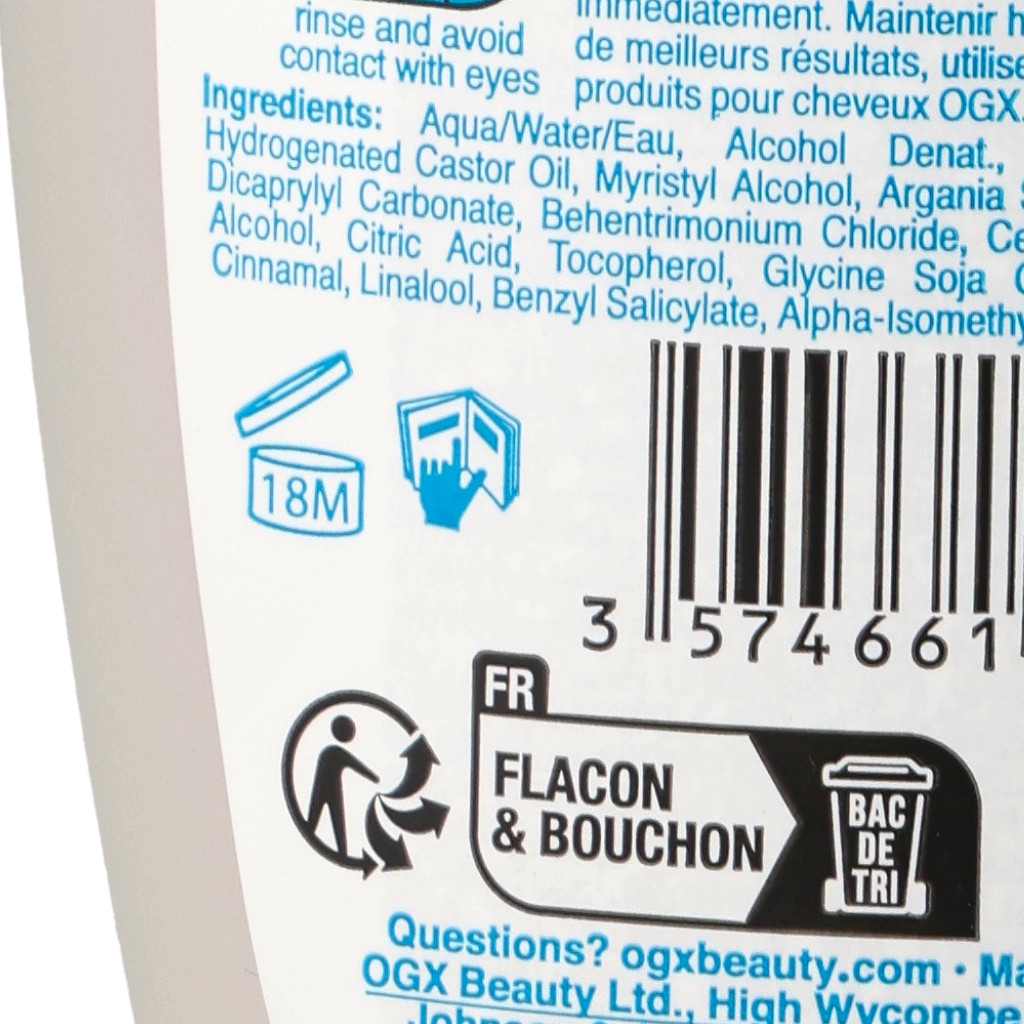 rinse and avoid
contact with eyes
immédiatement. Maintenir
de meilleurs résultats,
produits pour cheveux OGX.
Ingredients: Aqua/Water/Eau, Alcohol Denat.,
Hydrogenated Castor Oil, Myristyl Alcohol, Argania
Dicaprylyl Carbonate, Behentrimonium Chloride,
Alcohol, Citric Acid, Tocopherol, Glycine Soja
Cinnamal, Linalool, Benzyl Salicylate,
18M
3 574661
FR
FLACON
& BOUCHON
BAC
DE
TRI
Questions? ogxbeauty.com •
OGX Beauty Ltd., High Wycombe